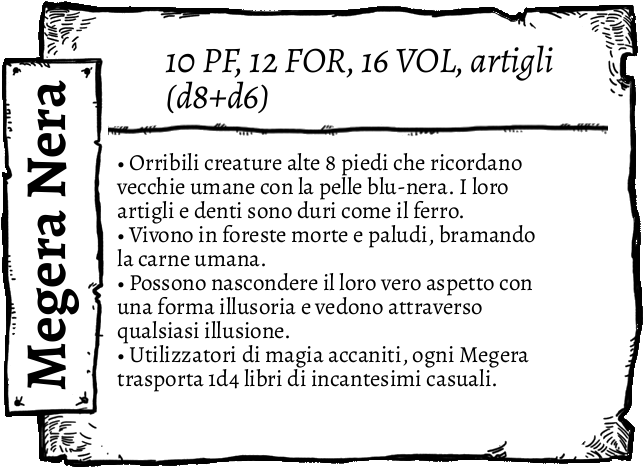 Megera Nera
10 PF, 12 FOR, 16 VOL, artigli
(d8+d6)
• Orribili creature alte 8 piedi che ricordano
vecchie umane con la pelle blu-nera. I loro
artigli e denti sono duri come il ferro.
• Vivono in foreste morte e paludi, bramando
la carne umana.
• Possono nascondere il loro vero aspetto con
una forma illusoria e vedono attraverso
qualsiasi illusione.
• Utilizzatori di magia accaniti, ogni Megera
trasporta 1d4 libri di incantesimi casuali.